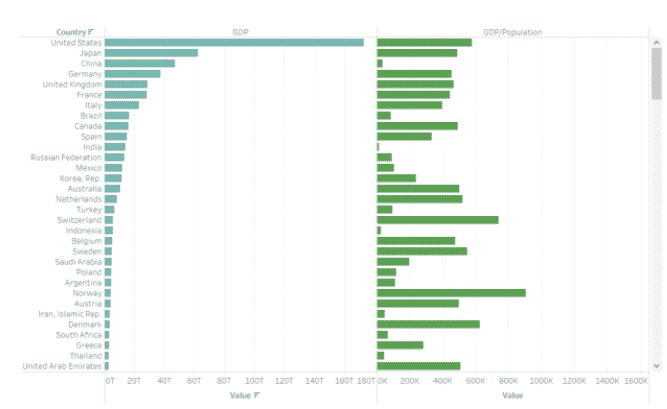 Country GDP GDP/Population
United States
Japan
China
Germany
United Kingdom
France
Italy
Brazil
Canada
Spain
India
Russian Federation
Mexico
Korea, Rep.
Australia
Netherlands
Turkey
Switzerland
Indonesia
Belgium
Sweden
Saudi Arabia
Poland
Argentina
Norway
Austria
Iran, Islamic Rep.
Denmark
South Africa
Greece
Thailand
United Arab Emirates
0T 20T 40T 60T 80T 100T 120T 140T 160T 180T 0K 200K 400K 600K 800K 1000K 1200K 1400K 1600K
Value Value